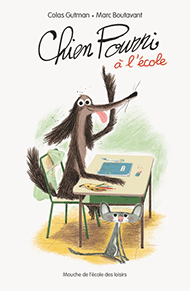 Colas Gutman • Marc Boutavant
Chien Pourri
à l'école
Mouche de l'école des loisirs